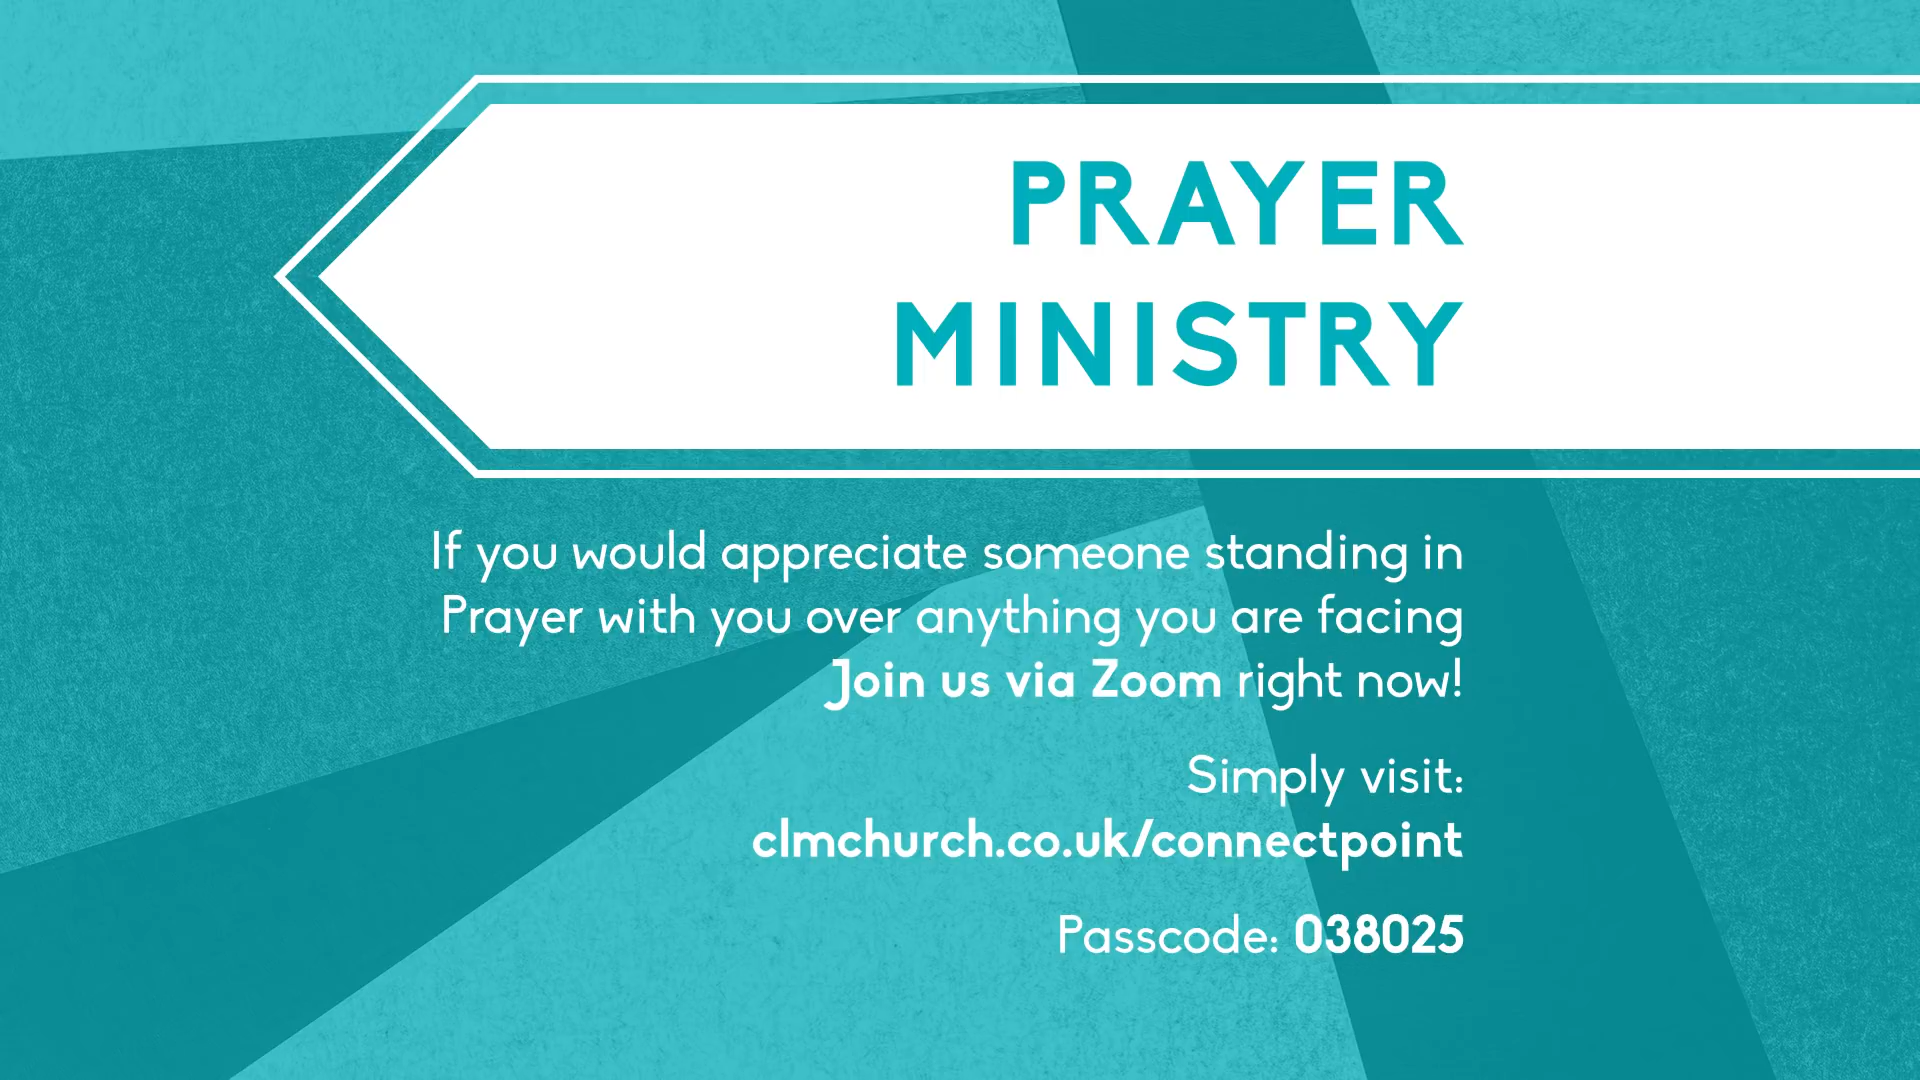 PRAYER
MINISTRY
If you would appreciate someone standing in
Prayer with you over anything you are facing
Join us via Zoom right now!
Simply visit:
clmchurch.co.uk/connectpoint
Passcode: 038025